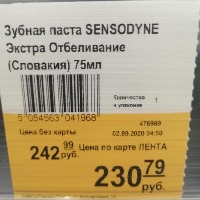 Зубная паста SENSODYNE
Экстра Отбеливание
(Словакия) 75мл
Количество
в упаковке 1
5 054563 041968
476989
Цена без карты
02.09.2020 04:50
242 99 руб.
Цена по карте ЛЕНТА
230 79 руб.